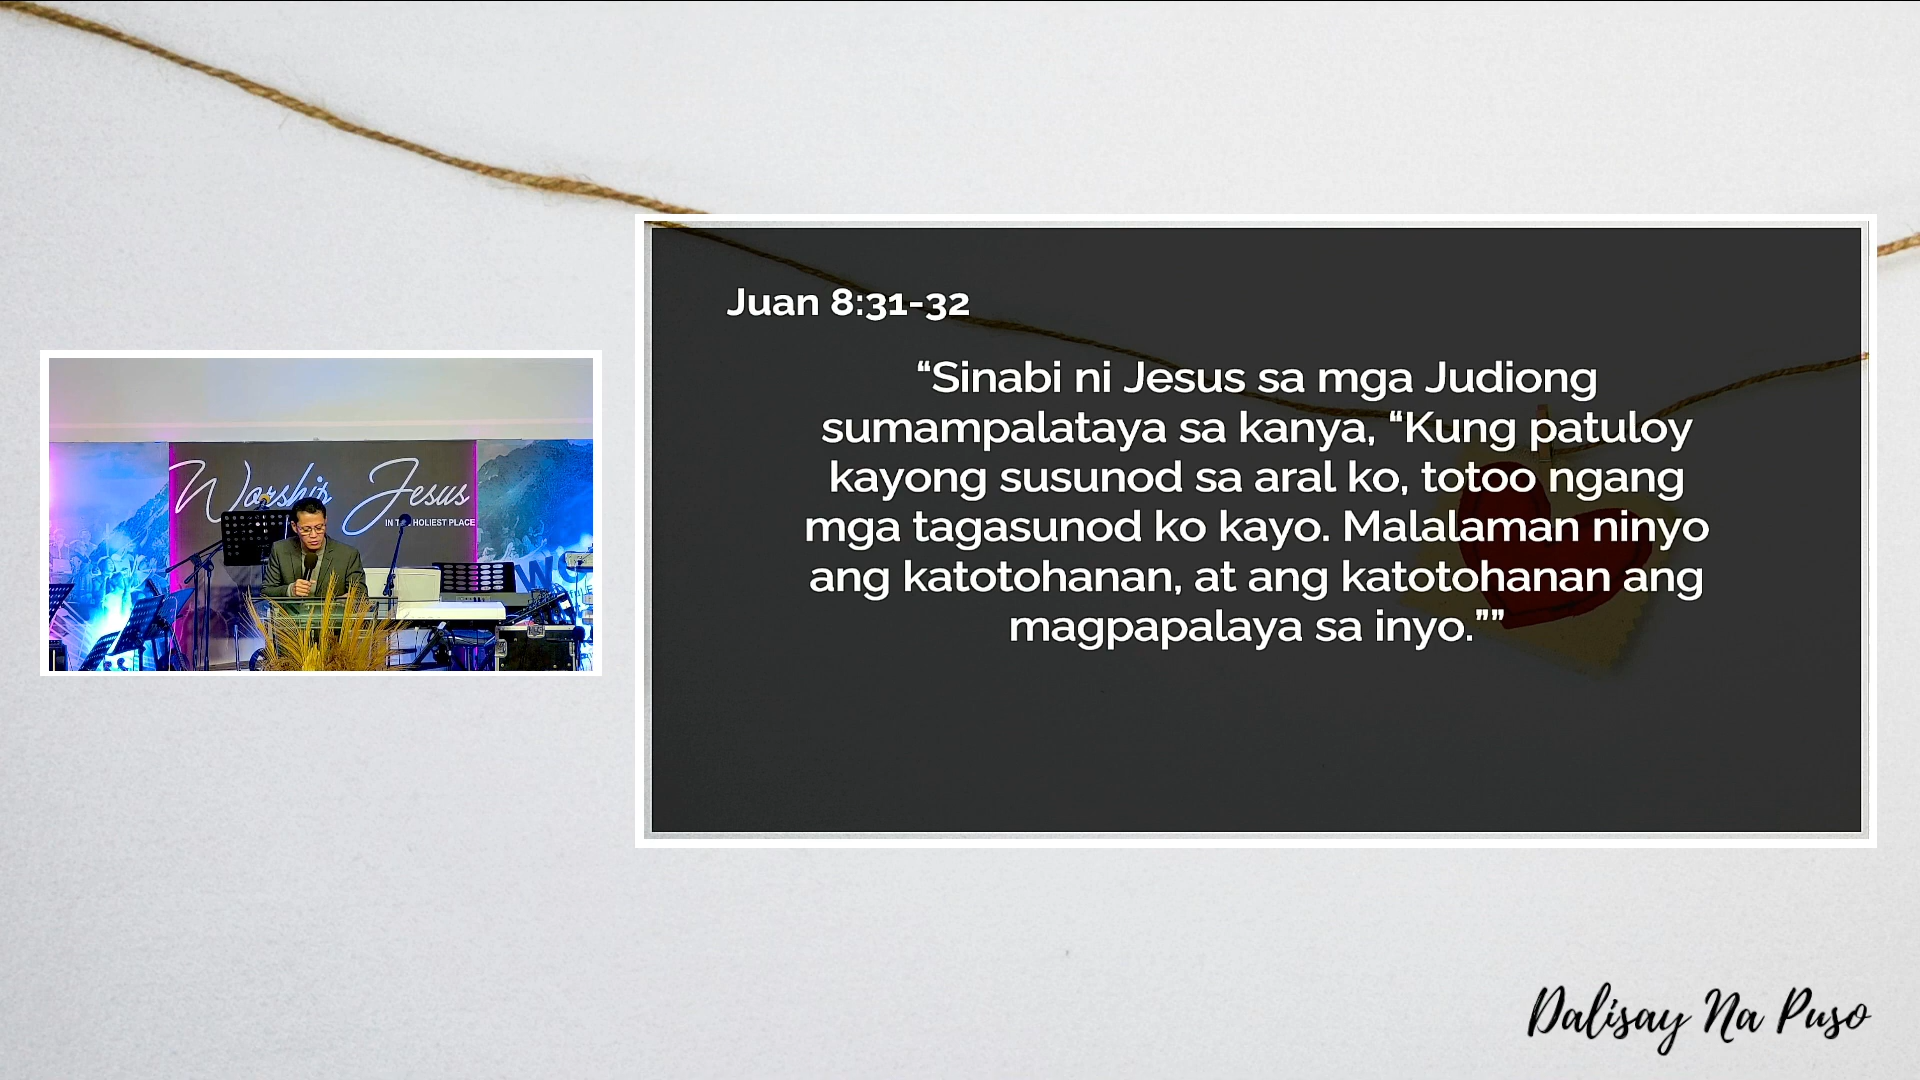 Juan 8:31-32
“Sinabi ni Jesus sa mga Judiong
sumampalataya sa kanya, “Kung patuloy
kayong susunod sa aral ko, totoo ngang
mga tagasunod ko kayo. Malalaman ninyo
ang katotohanan, at ang katotohanan ang
magpapalaya sa inyo.””
Worship Jesus
IN THE HOLIEST PLACE
WO
Dalisay Na Puso